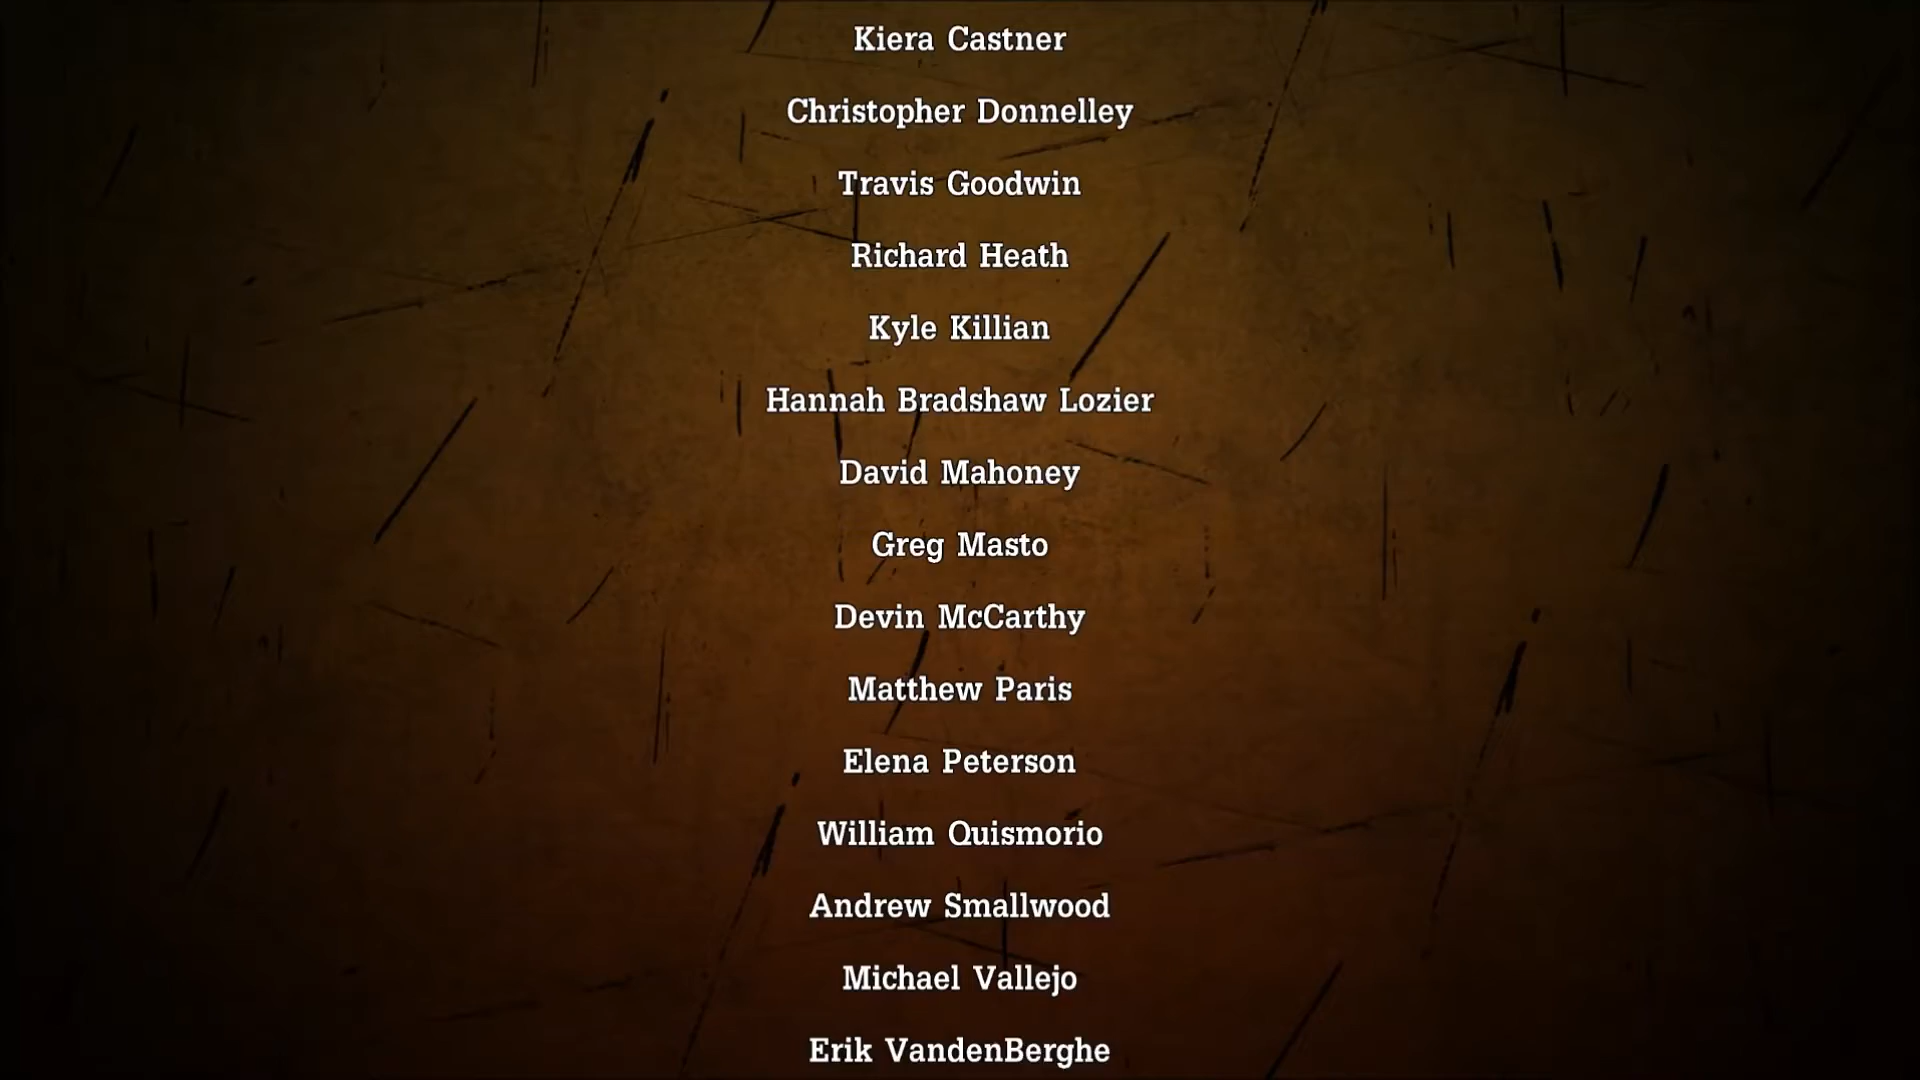 Kiera Castner
Christopher Donnelley
Travis Goodwin
Richard Heath
Kyle Killian
Hannah Bradshaw Lozier
David Mahoney
Greg Masto
Devin McCarthy
Matthew Paris
Elena Peterson
William Quismorio
Andrew Smallwood
Michael Vallejo
Erik VandenBerghe